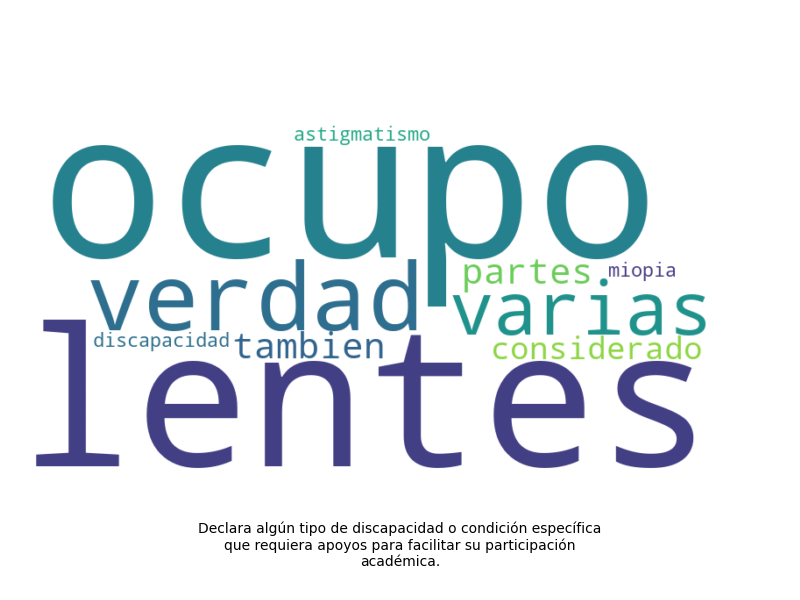 astigmatismo
ocupo
partes miopia
verdad varias
discapacidad tambien considerado
lentes
Declara algún tipo de discapacidad o condición específica
que requiera apoyos para facilitar su participación
académica.